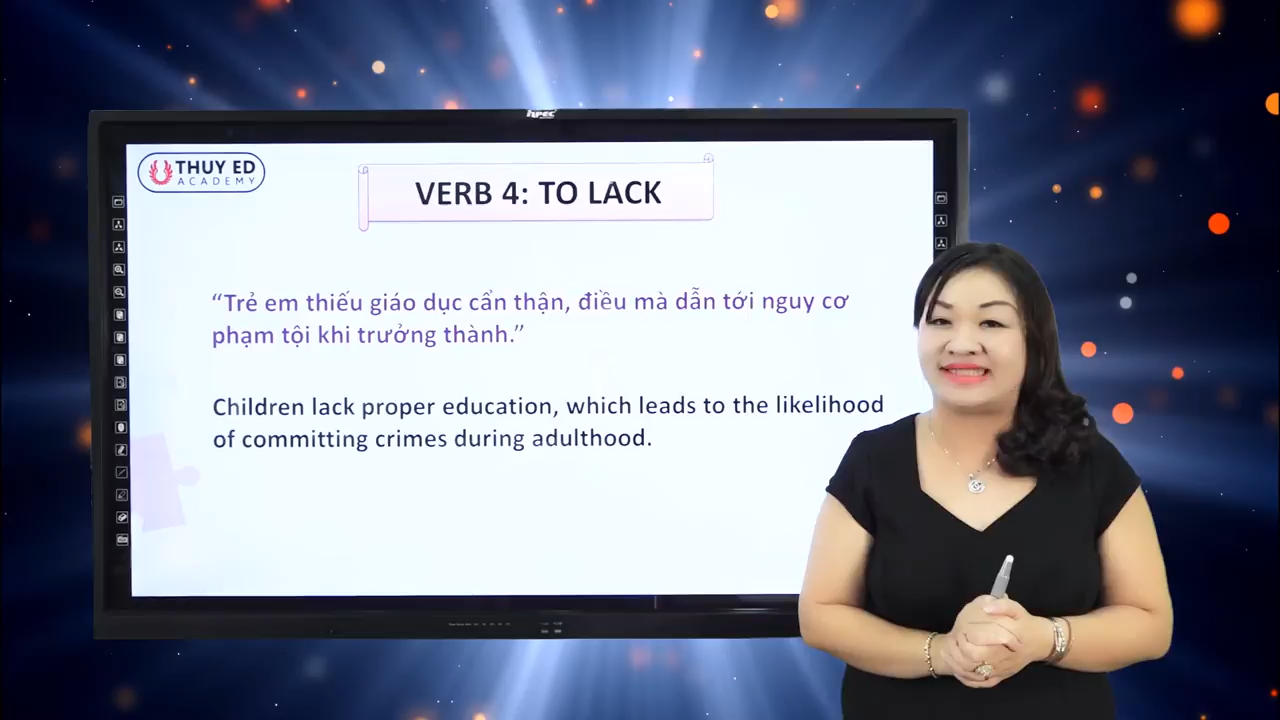 HPEC
THUY ED
ACADEMY
VERB 4: TO LACK
“Trẻ em thiếu giáo dục cẩn thận, điều mà dẫn tới nguy cơ
phạm tội khi trưởng thành.”
Children lack proper education, which leads to the likelihood
of committing crimes during adulthood.